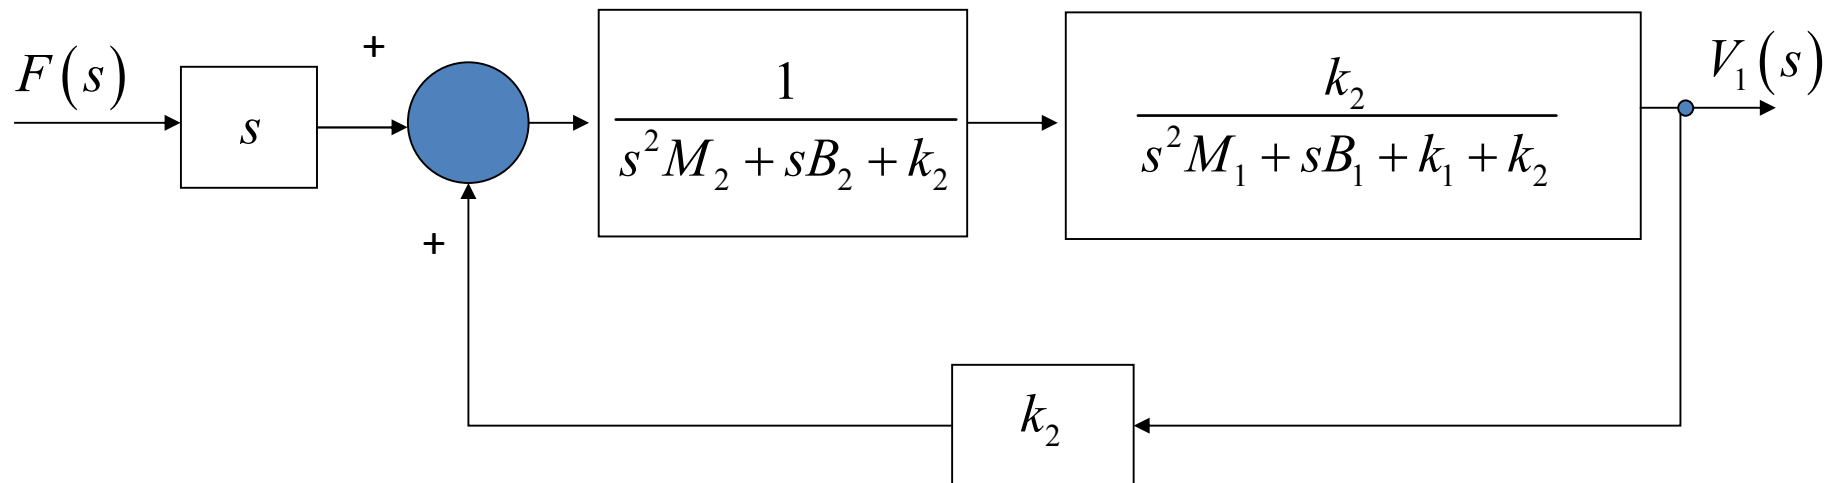 F(s)
s
+
+
1
s²M₂ + sB₂ + k₂
k₂
s²M₁ + sB₁ + k₁ + k₂
V₁(s)
k₂